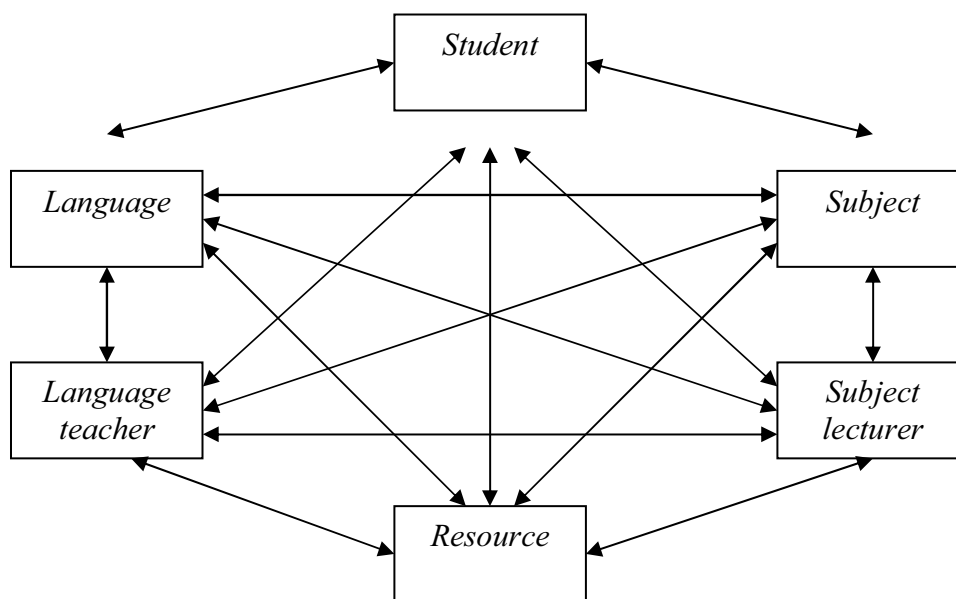 Student
Language
Subject
Language
teacher
Subject
lecturer
Resource